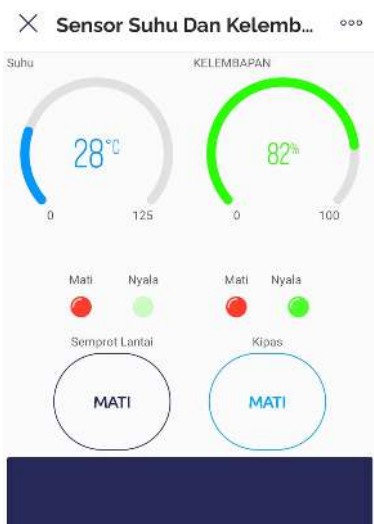 Sensor Suhu Dan Kelemb...
Suhu
KELEMBAPAN
28°C
82%
0
125
0
100
Mati
Nyala
Mati
Nyala
Semprot Lantai
Kipas
MATI
MATI